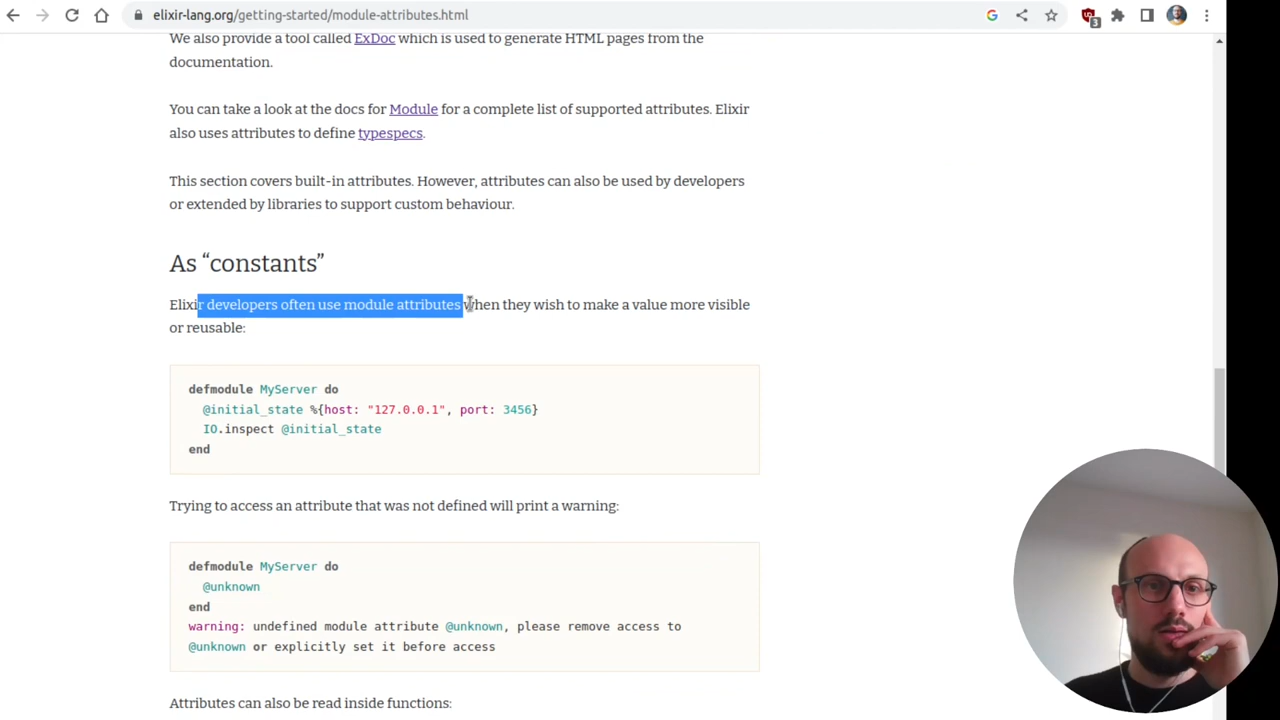 elixir-lang.org/getting-started/module-attributes.html
3
We also provide a tool called ExDoc which is used to generate HTML pages from the
documentation.
You can take a look at the docs for Module for a complete list of supported attributes. Elixir
also uses attributes to define typespecs.
This section covers built-in attributes. However, attributes can also be used by developers
or extended by libraries to support custom behaviour.
As “constants”
Elixir developers often use module attributes when they wish to make a value more visible
or reusable:
defmodule MyServer do
  @initial_state %{host: "127.0.0.1", port: 3456}
  IO.inspect @initial_state
end
Trying to access an attribute that was not defined will print a warning:
defmodule MyServer do
  @unknown
end
warning: undefined module attribute @unknown, please remove access to
@unknown or explicitly set it before access
Attributes can also be read inside functions: